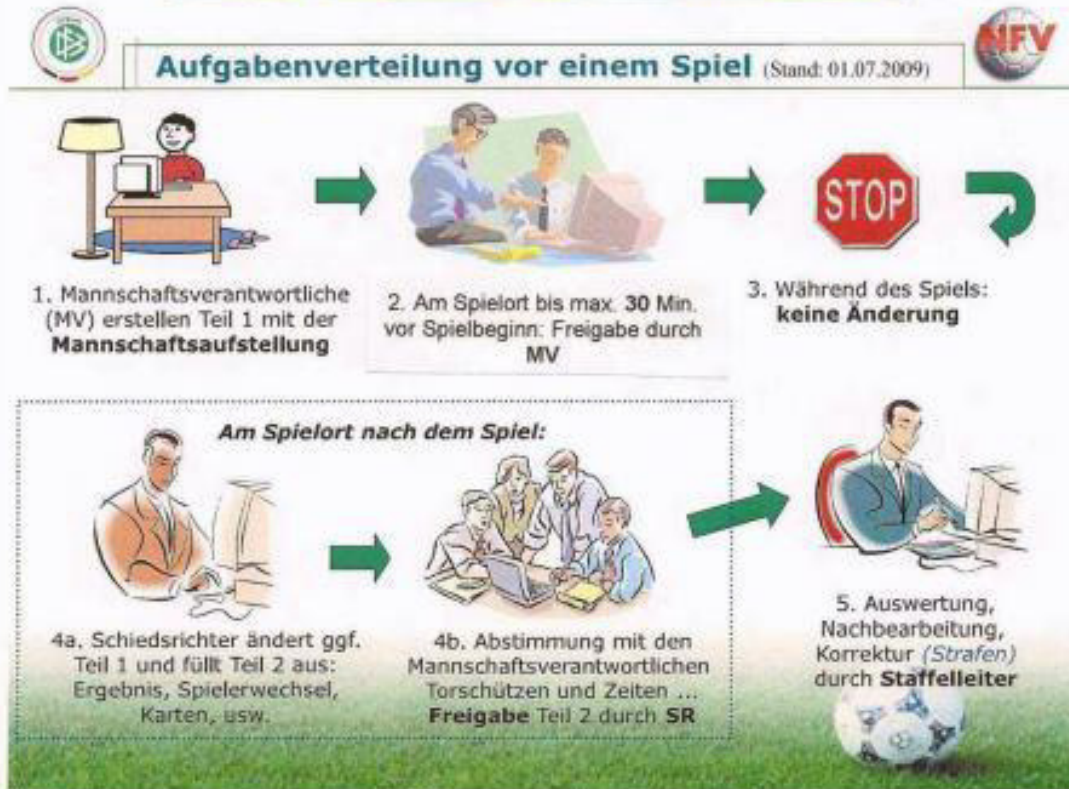 DFB
NFV
Aufgabenverteilung vor einem Spiel (Stand: 01.07.2009)
STOP
1. Mannschaftsverantwortliche
(MV) erstellen Teil 1 mit der
Mannschaftsaufstellung
2. Am Spielort bis max. 30 Min.
vor Spielbeginn: Freigabe durch
MV
3. Während des Spiels:
keine Änderung
Am Spielort nach dem Spiel:
4a. Schiedsrichter ändert ggf.
Teil 1 und füllt Teil 2 aus:
Ergebnis, Spielerwechsel,
Karten, usw.
4b. Abstimmung mit den
Mannschaftsverantwortlichen
Torschützen und Zeiten ...
Freigabe Teil 2 durch SR
5. Auswertung,
Nachbearbeitung,
Korrektur (Strafen)
durch Staffelleiter